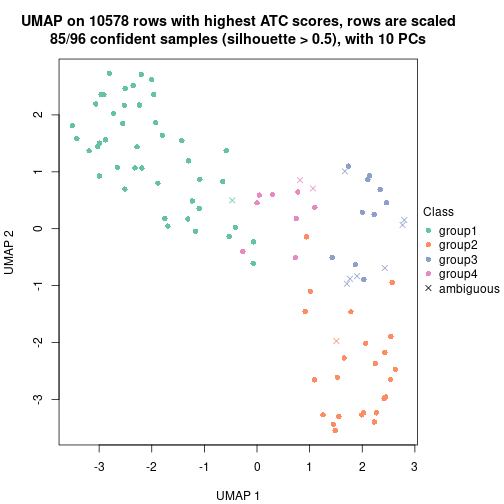 UMAP on 10578 rows with highest ATC scores, rows are scaled
85/96 confident samples (silhouette > 0.5), with 10 PCs
2
1
0
-1
-2
-3
UMAP 2
-3 -2 -1 0 1 2 3
UMAP 1
Class
group1
group2
group3
group4
ambiguous